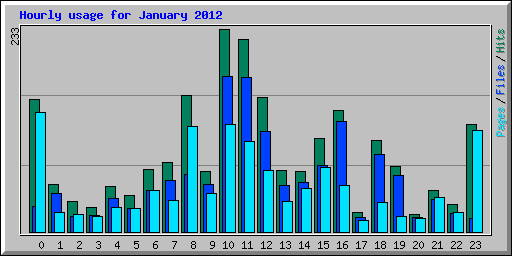 Hourly usage for January 2012
233
Pages/Files/Hits
0 1 2 3 4 5 6 7 8 9 10 11 12 13 14 15 16 17 18 19 20 21 22 23